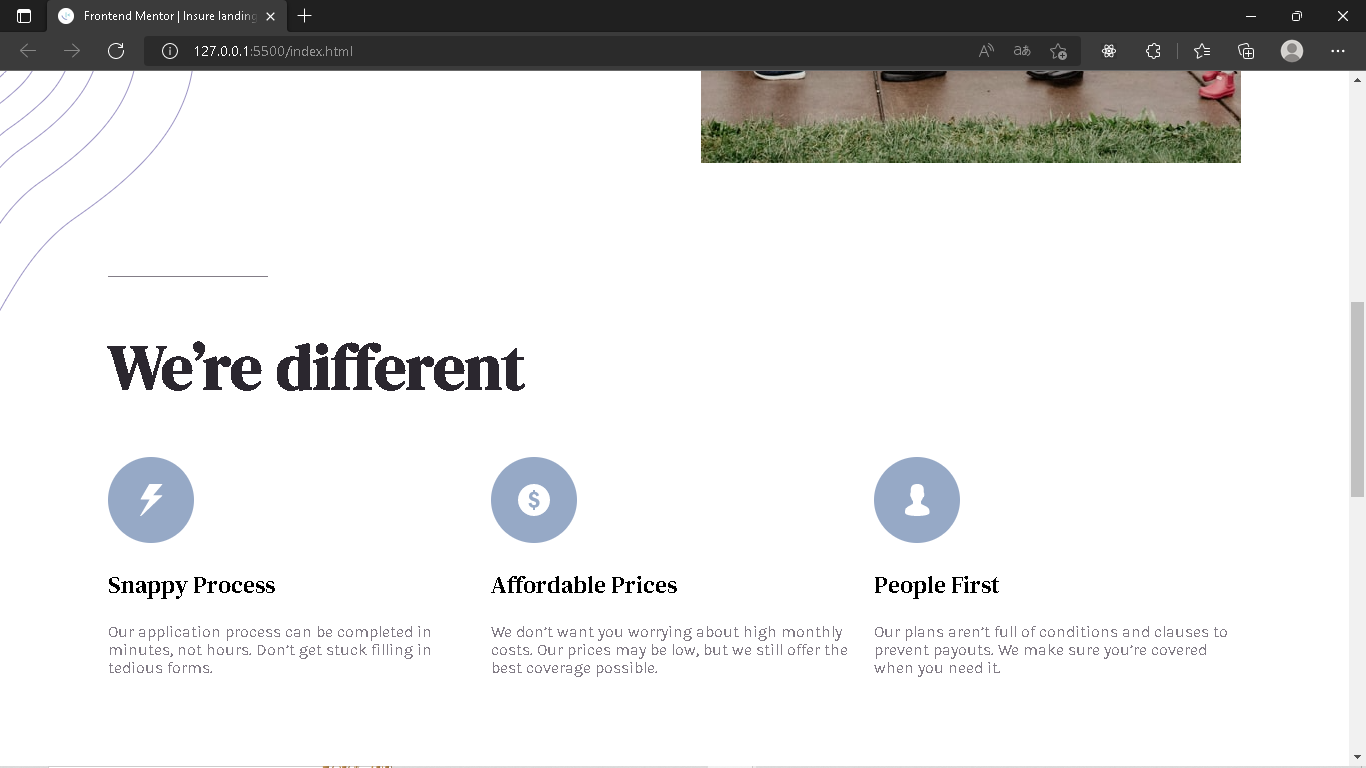 Frontend Mentor | Insure landing
127.0.0.1:5500/index.html
We’re different
$
Snappy Process
Affordable Prices
People First
Our application process can be completed in
minutes, not hours. Don’t get stuck filling in
tedious forms.
We don’t want you worrying about high monthly
costs. Our prices may be low, but we still offer the
best coverage possible.
Our plans aren’t full of conditions and clauses to
prevent payouts. We make sure you’re covered
when you need it.